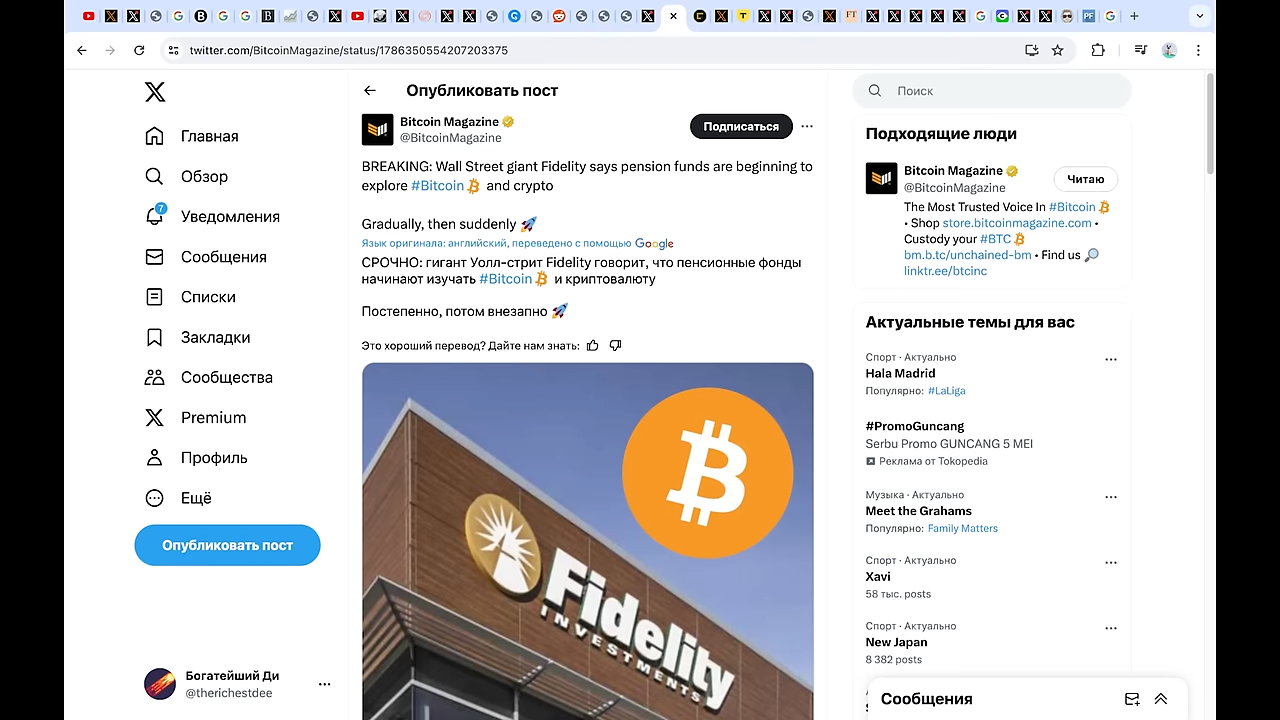 twitter.com/BitcoinMagazine/status/1786350554207203375
Главная
Обзор
7
Уведомления
Сообщения
Списки
Закладки
Сообщества
Premium
Профиль
Ещё
Опубликовать пост
Богатейший Ди
@therichestdee
Опубликовать пост
Bitcoin Magazine
@BitcoinMagazine
Подписаться
BREAKING: Wall Street giant Fidelity says pension funds are beginning to
explore #Bitcoin and crypto
Gradually, then suddenly
Язык оригинала: английский, переведено с помощью Google
СРОЧНО: гигант Уолл-стрит Fidelity говорит, что пенсионные фонды
начинают изучать #Bitcoin и криптовалюту
Постепенно, потом внезапно
Это хороший перевод? Дайте нам знать:
Fidelity
INVESTMENTS
Поиск
Подходящие люди
Bitcoin Magazine
@BitcoinMagazine
Читаю
The Most Trusted Voice In #Bitcoin
• Shop store.bitcoinmagazine.com •
Custody your #BTC
bm.b.tc/unchained-bm • Find us
linktr.ee/btcinc
Актуальные темы для вас
Спорт · Актуально
Hala Madrid
Популярно: #LaLiga
#PromoGuncang
Serbu Promo GUNCANG 5 MEI
Реклама от Tokopedia
Музыка · Актуально
Meet the Grahams
Популярно: Family Matters
Спорт · Актуально
Xavi
58 тыс. posts
Спорт · Актуально
New Japan
8 382 posts
Сообщения